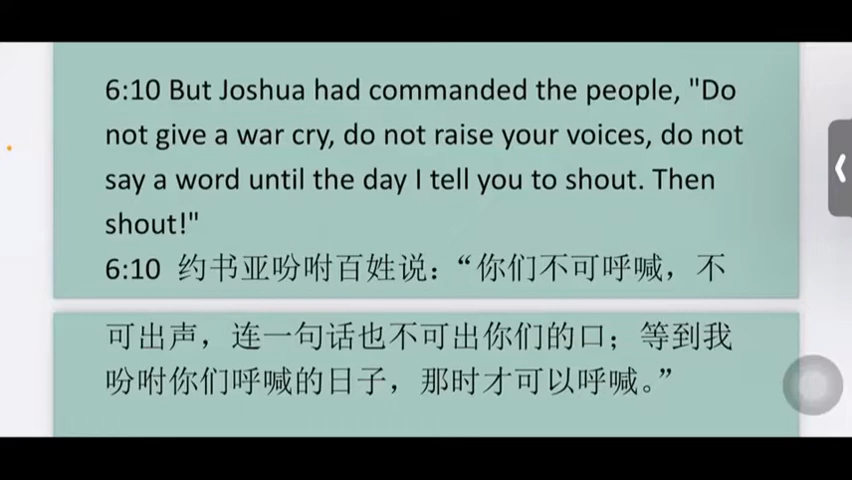 6:10 But Joshua had commanded the people, "Do
not give a war cry, do not raise your voices, do not
say a word until the day I tell you to shout. Then
shout!"
6:10 约书亚吩咐百姓说：“你们不可呼喊，不
可出声，连一句话也不可出你们的口；等到我
吩咐你们呼喊的日子，那时才可以呼喊。”